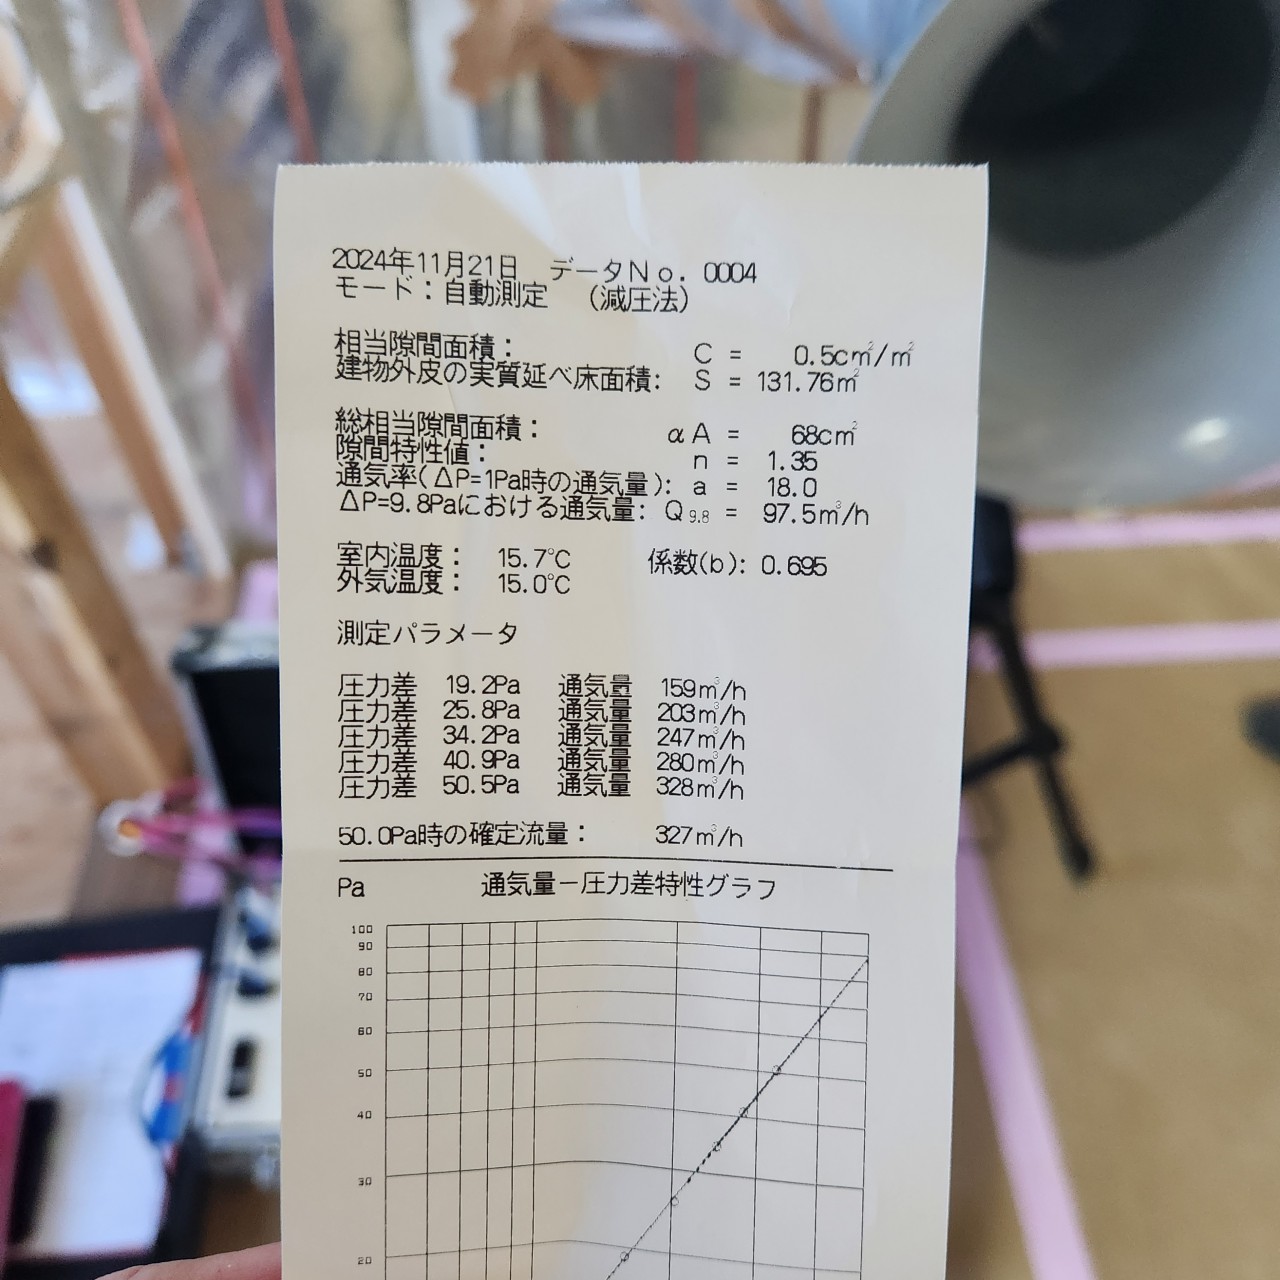 2024年11月21日 データNo. 0004
モード：自動測定 （減圧法）
相当隙間面積： C = 0.5cm²/m²
建物外皮の実質延べ床面積： S = 131.76m²
総相当隙間面積： αA = 68cm²
隙間特性値： n = 1.35
通気率(ΔP=1Pa時の通気量)： a = 18.0
ΔP=9.8Paにおける通気量： Q9.8 = 97.5m³/h
室内温度： 15.7℃ 係数(b)： 0.695
外気温度： 15.0℃
測定パラメータ
圧力差 19.2Pa 通気量 159m³/h
圧力差 25.8Pa 通気量 203m³/h
圧力差 34.2Pa 通気量 247m³/h
圧力差 40.9Pa 通気量 280m³/h
圧力差 50.5Pa 通気量 328m³/h
50.0Pa時の確定流量： 327m³/h
Pa 通気量－圧力差特性グラフ
100
90
80
70
60
50
40
30
20